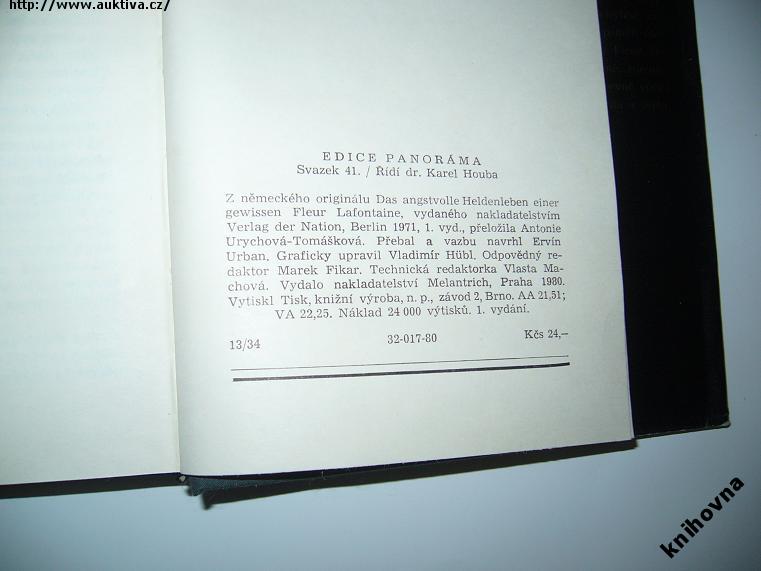 http://www.auktiva.cz/
EDICE PANORÁMA
Svazek 41. / Řídí dr. Karel Houba
Z německého originálu Das angstvolle Heldenleben einer
gewissen Fleur Lafontaine, vydaného nakladatelstvím
Verlag der Nation, Berlin 1971, 1. vyd., přeložila Antonie
Urychová-Tomášková. Přebal a vazbu navrhl Ervín
Urban. Graficky upravil Vladimír Hübl. Odpovědný re-
daktor Marek Fikar. Technická redaktorka Vlasta Ma-
chová. Vydalo nakladatelství Melantrich, Praha 1980.
Vytiskl Tisk, knižní výroba, n. p., závod 2, Brno. AA 21,51;
VA 22,25. Náklad 24 000 výtisků. 1. vydání.
13/34 32-017-80 Kčs 24,–
knihovna